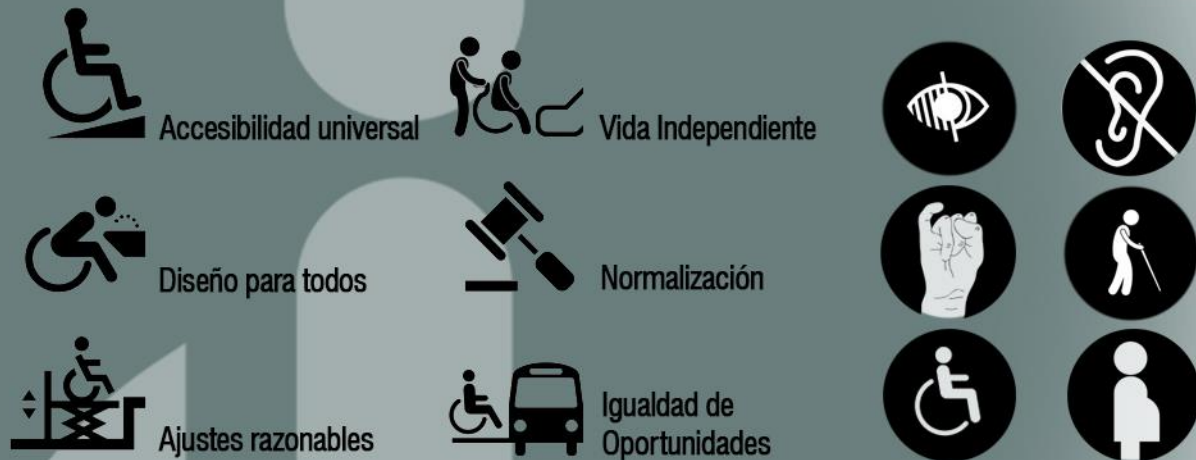 Accesibilidad universal
Vida Independiente
Diseño para todos
Normalización
Ajustes razonables
Igualdad de
Oportunidades